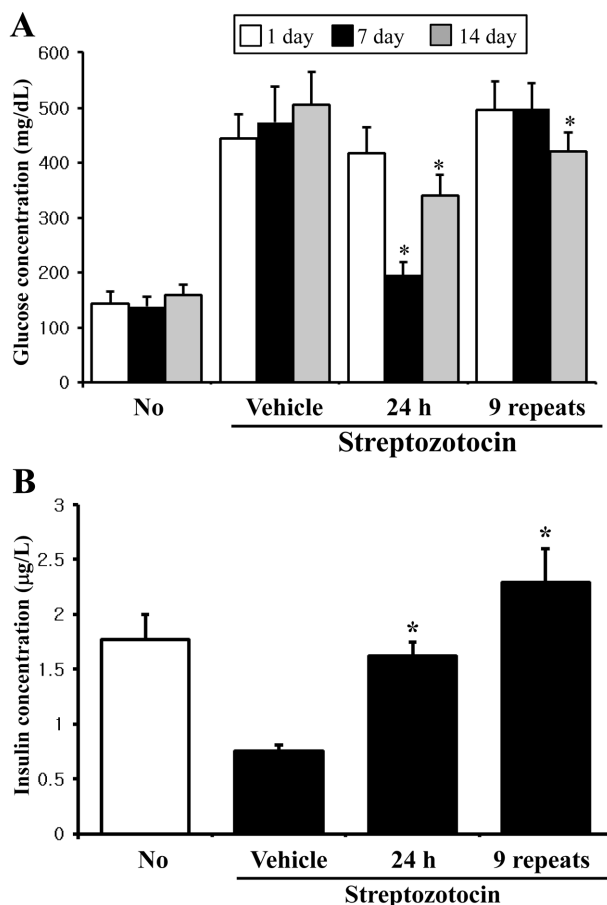 A
1 day 7 day 14 day
Glucose concentration (mg/dL)
600
500
400
300
200
100
0
* * *
No Vehicle 24 h 9 repeats
Streptozotocin
B
Insulin concentration (μg/L)
3
2.5
2
1.5
1
0.5
0
* *
No Vehicle 24 h 9 repeats
Streptozotocin